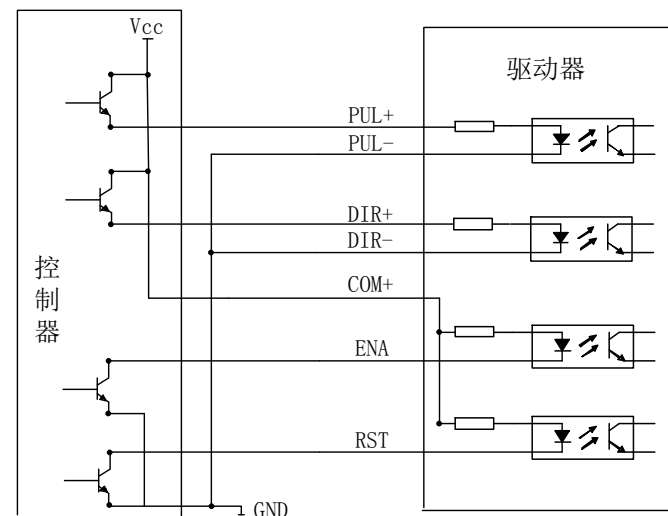 Vcc
驱动器
PUL+
PUL-
DIR+
DIR-
控制器
COM+
ENA
RST
GND